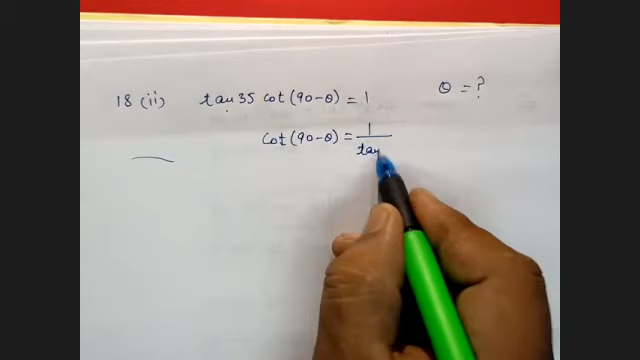 18 (ii) tan 35 cot (90-θ) = 1 θ = ?
cot (90-θ) = 1/tan